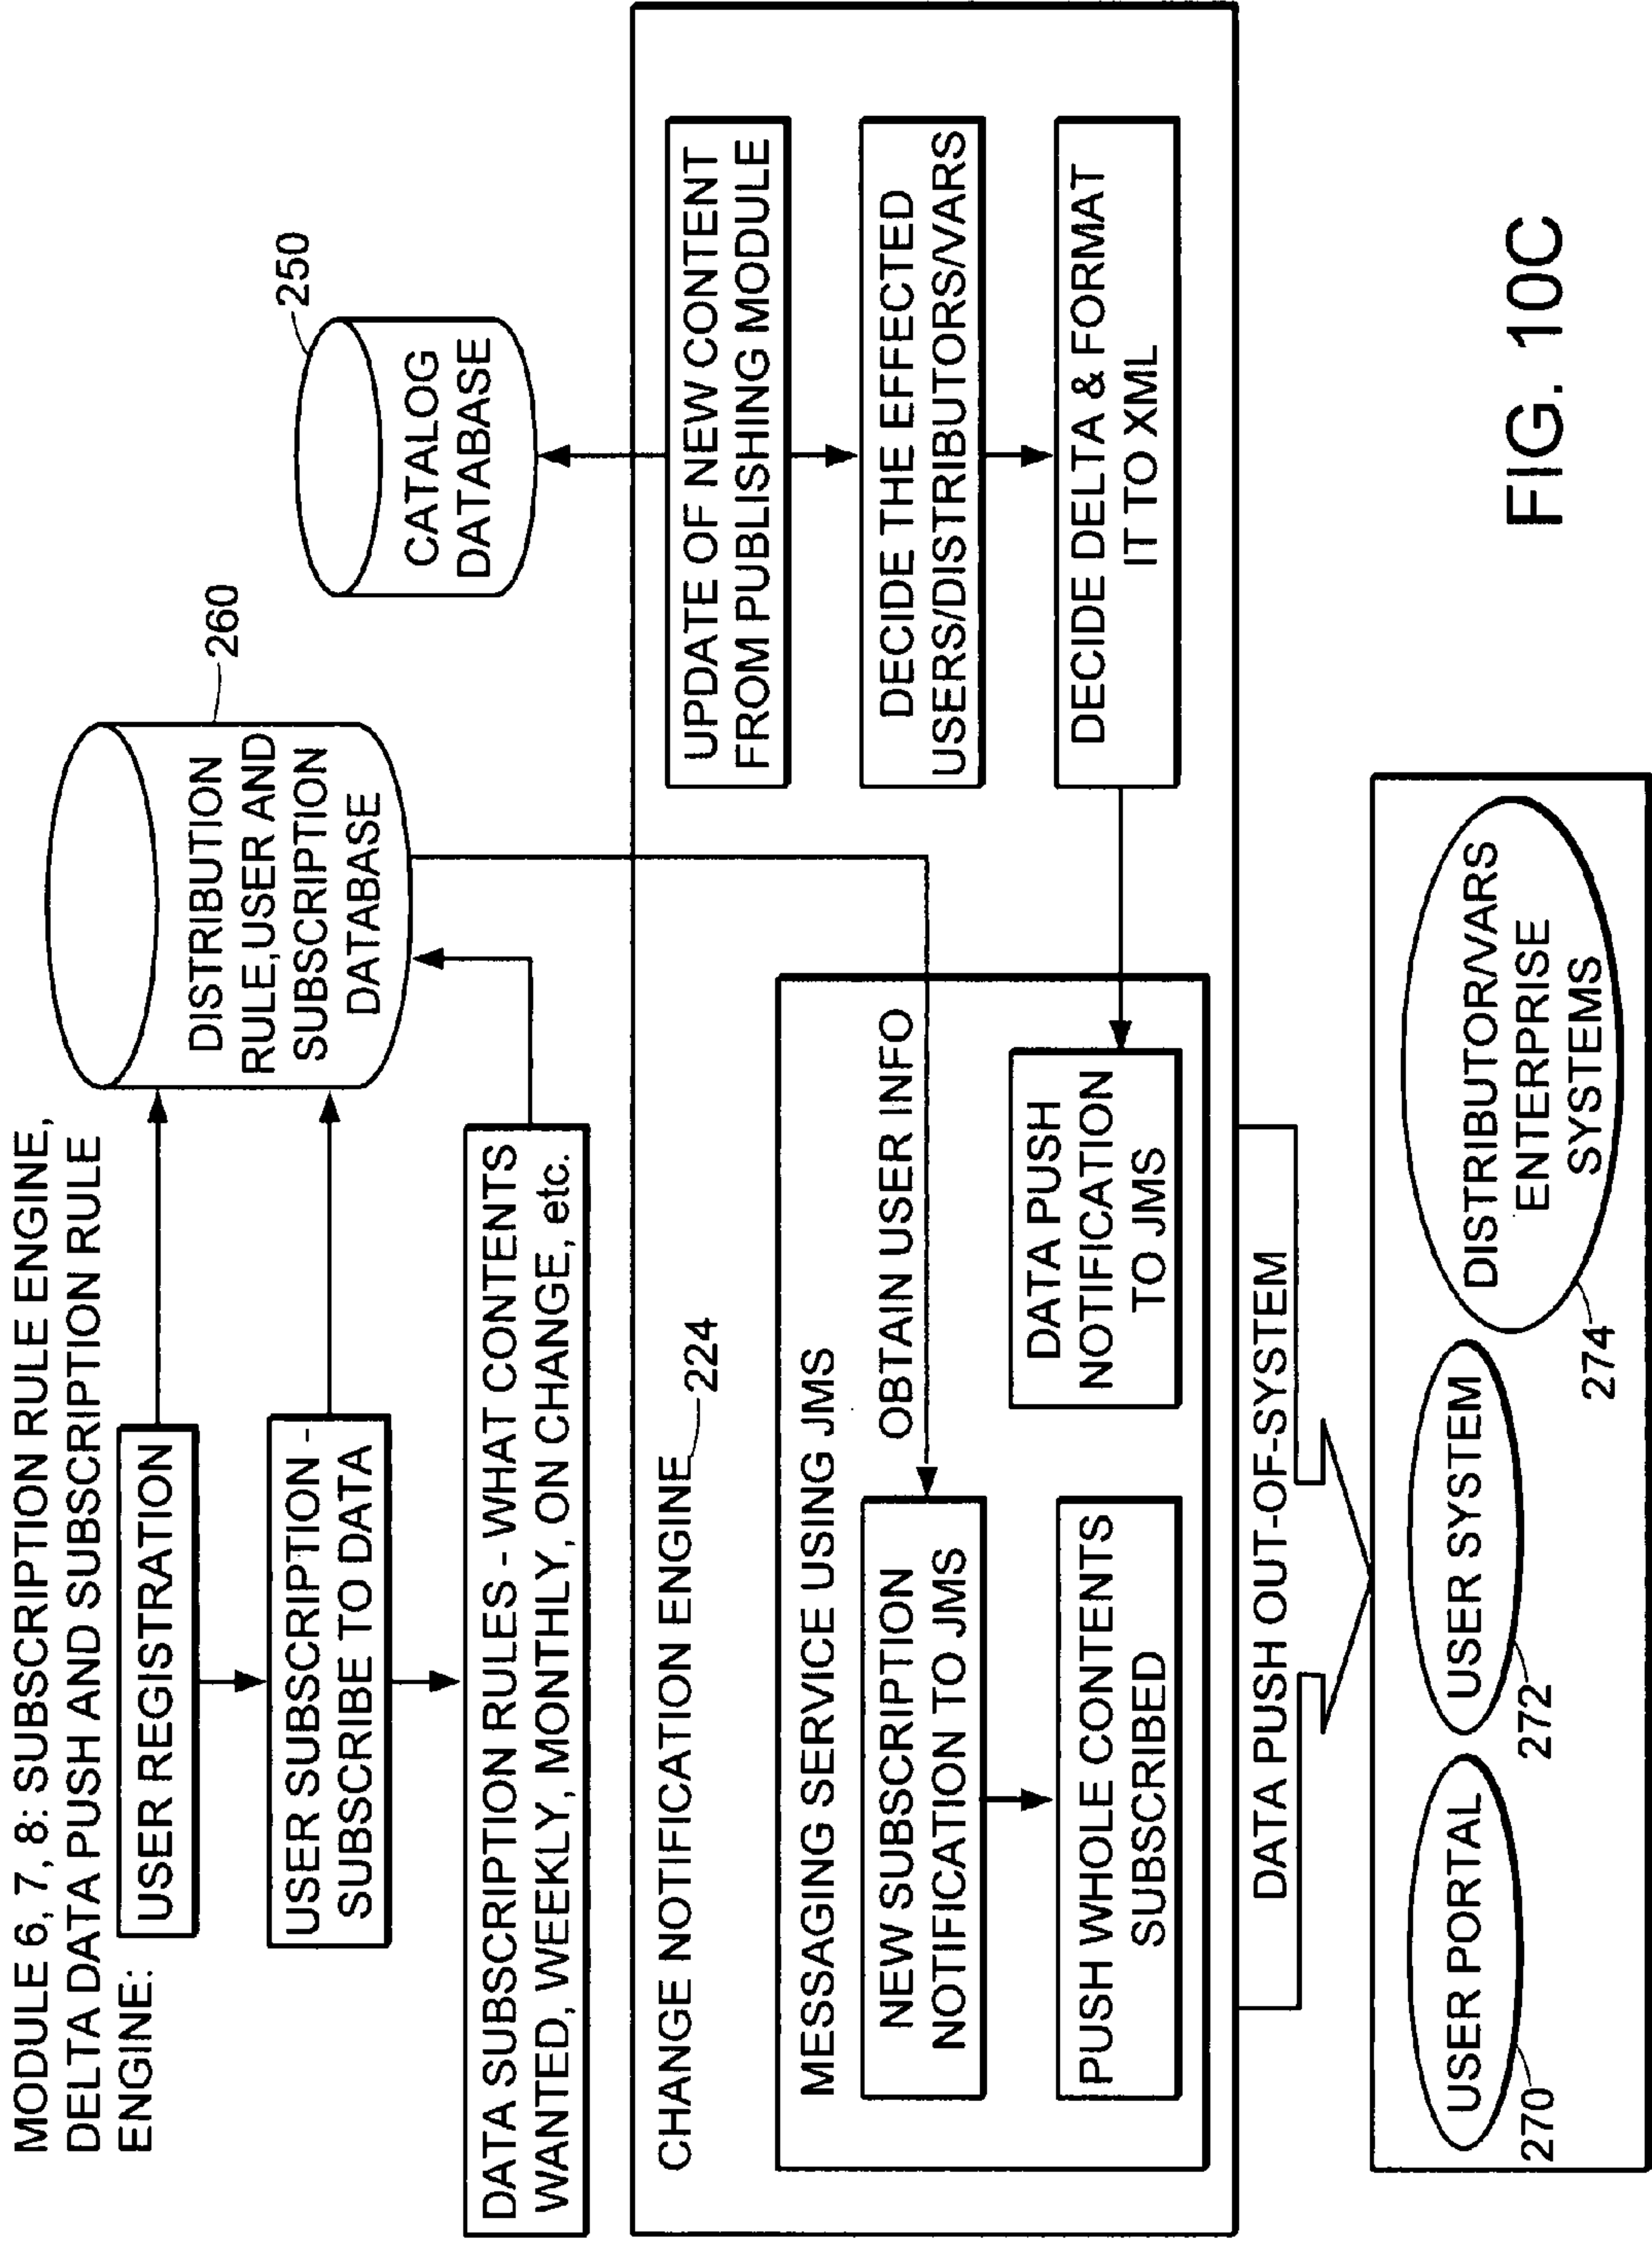 MODULE 6, 7, 8: SUBSCRIPTION RULE ENGINE,
DELTA DATA PUSH AND SUBSCRIPTION RULE
ENGINE:
USER REGISTRATION
USER SUBSCRIPTION -
SUBSCRIBE TO DATA
DATA SUBSCRIPTION RULES - WHAT CONTENTS
WANTED, WEEKLY, MONTHLY, ON CHANGE, etc.
DISTRIBUTION
RULE,USER AND
SUBSCRIPTION
DATABASE
260
CATALOG
DATABASE
250
CHANGE NOTIFICATION ENGINE
224
MESSAGING SERVICE USING JMS
OBTAIN USER INFO
NEW SUBSCRIPTION
NOTIFICATION TO JMS
PUSH WHOLE CONTENTS
SUBSCRIBED
DATA PUSH
NOTIFICATION
TO JMS
UPDATE OF NEW CONTENT
FROM PUBLISHING MODULE
DECIDE THE EFFECTED
USERS/DISTRIBUTORS/VARS
DECIDE DELTA & FORMAT
IT TO XML
DATA PUSH OUT-OF-SYSTEM
USER PORTAL
270
USER SYSTEM
272
DISTRIBUTOR/VARS
ENTERPRISE
SYSTEMS
274
FIG. 10C